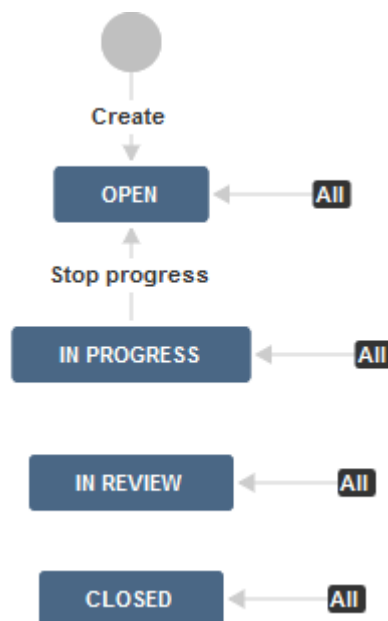 Create
OPEN
All
Stop progress
IN PROGRESS
All
IN REVIEW
All
CLOSED
All